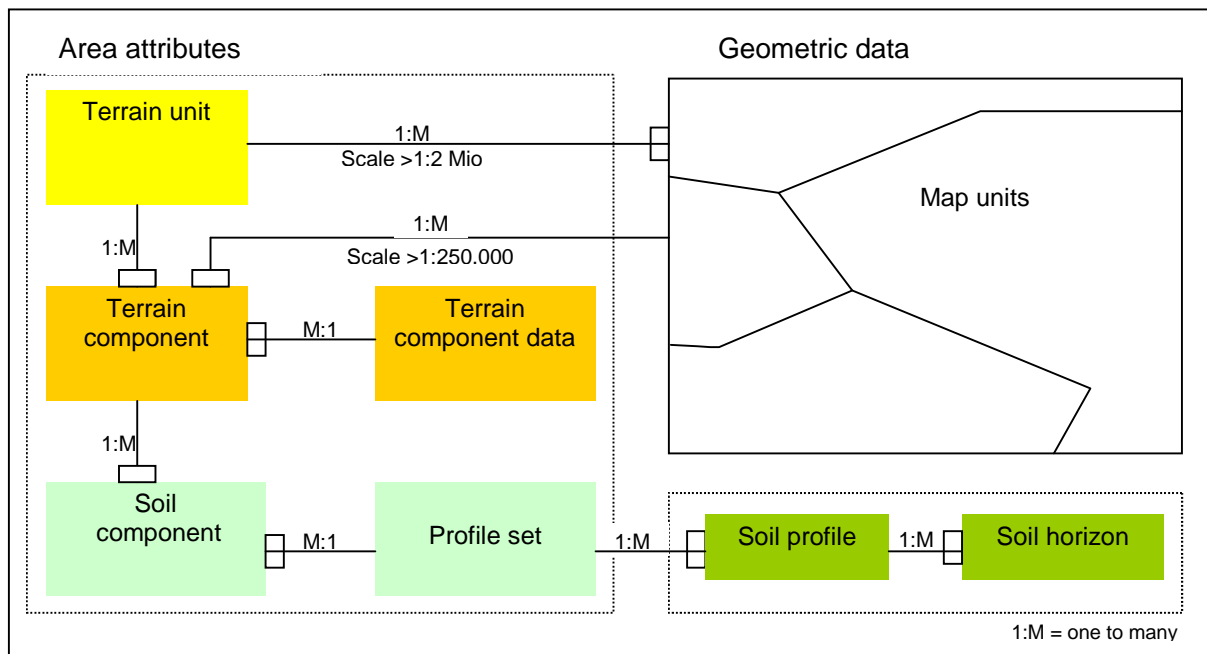 Area attributes
Geometric data
Terrain unit
1:M
Scale >1:2 Mio
Map units
1:M
1:M
Scale >1:250.000
Terrain
component
M:1
Terrain
component data
1:M
Soil
component
M:1
Profile set
1:M
Soil profile
1:M
Soil horizon
1:M = one to many